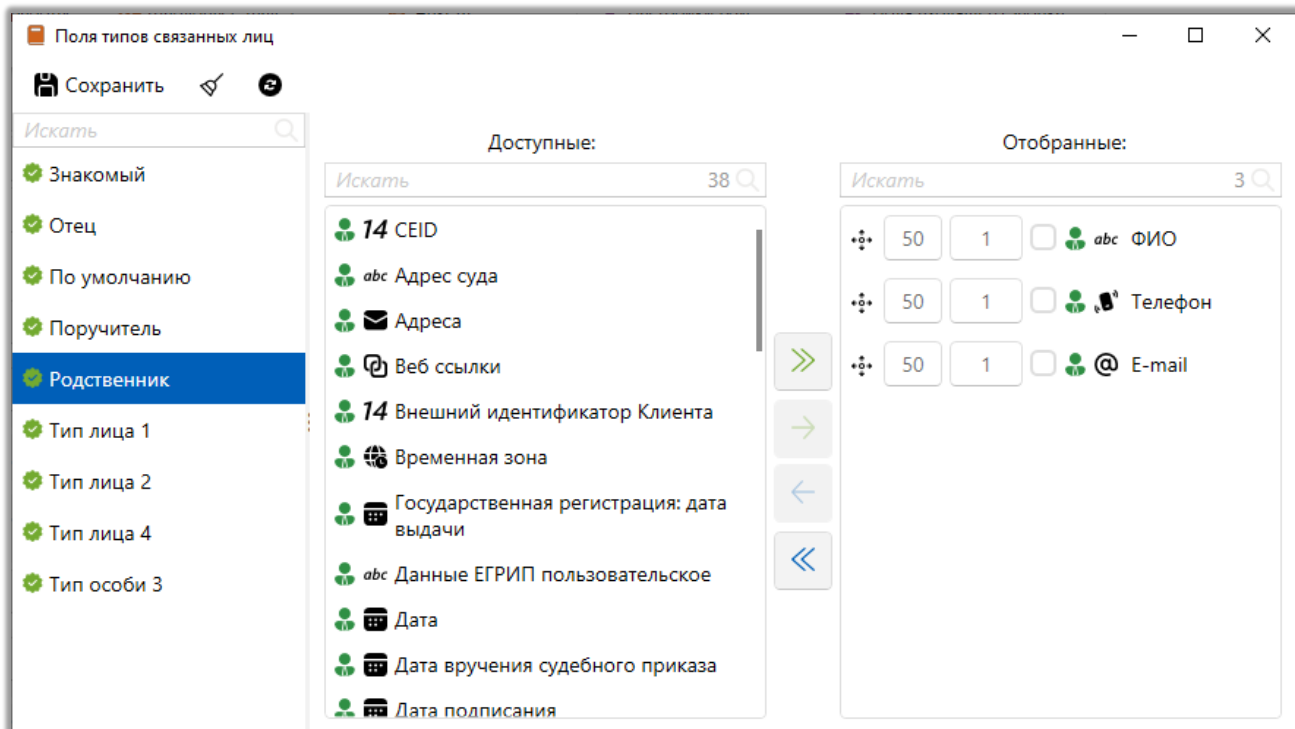 Поля типов связанных лиц
Сохранить
Искать
Знакомый
Отец
По умолчанию
Поручитель
Родственник
Тип лица 1
Тип лица 2
Тип лица 4
Тип особи 3
Доступные:
Искать 38
14 CEID
abc Адрес суда
Адреса
Веб ссылки
14 Внешний идентификатор Клиента
Временная зона
Государственная регистрация: дата
выдачи
abc Данные ЕГРИП пользовательское
Дата
Дата вручения судебного приказа
Дата подписания
Отобранные:
Искать 3
50 1 abc ФИО
50 1 Телефон
50 1 @ E-mail